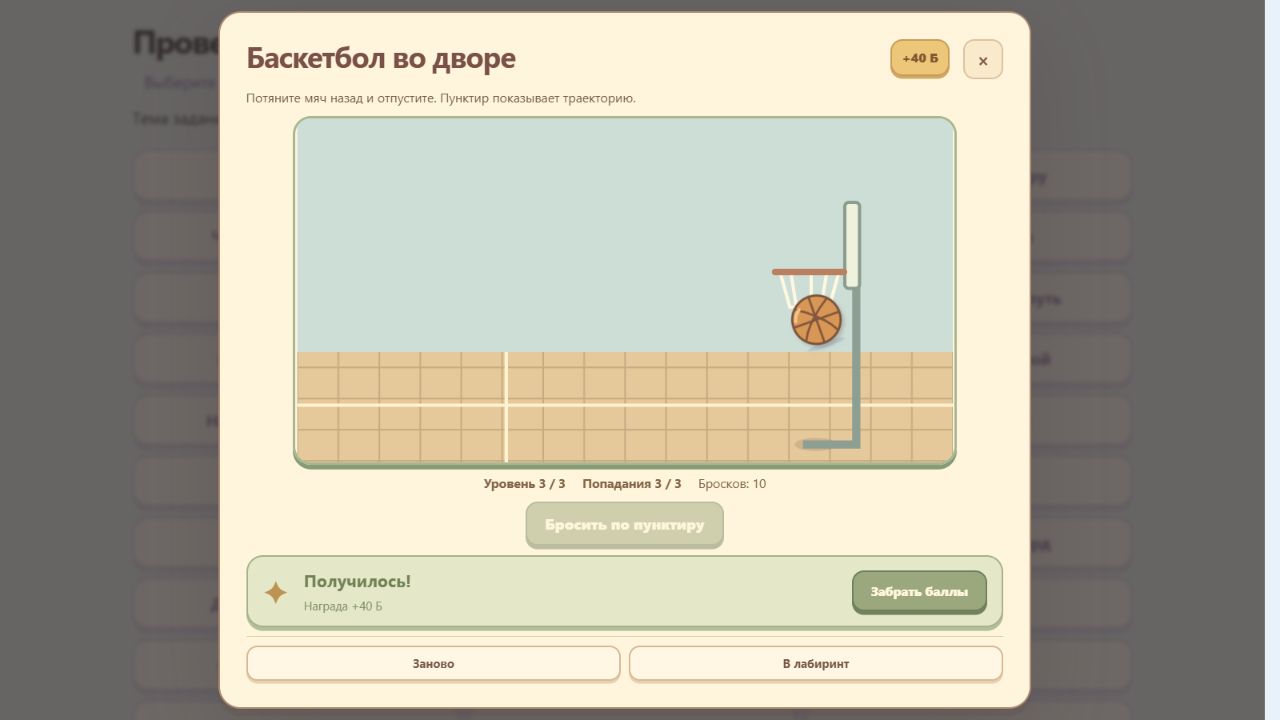 Баскетбол во дворе
+40 Б
×
Потяните мяч назад и отпустите. Пунктир показывает траекторию.
Уровень 3 / 3 Попадания 3 / 3 Бросков: 10
Бросить по пунктиру
Получилось!
Награда +40 Б
Забрать баллы
Заново
В лабиринт